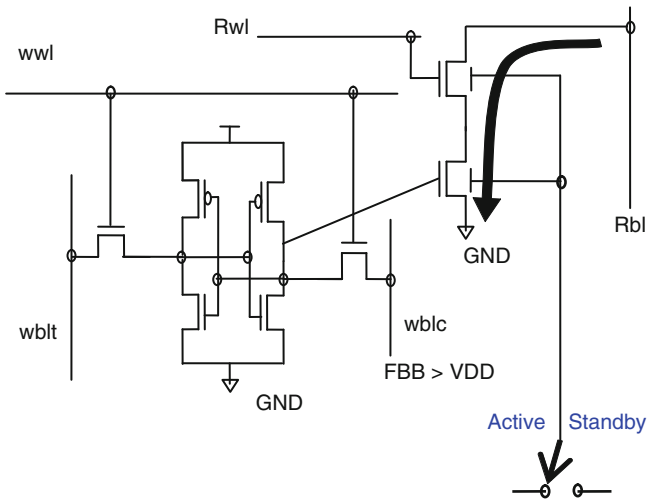 Rwl
wwl
GND
Rbl
wblt
wblc
FBB > VDD
GND
Active Standby